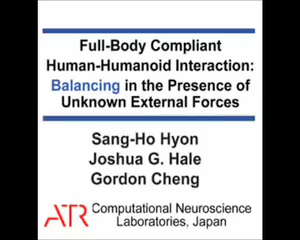 Full-Body Compliant
Human-Humanoid Interaction:
Balancing in the Presence of
Unknown External Forces
Sang-Ho Hyon
Joshua G. Hale
Gordon Cheng
ATR Computational Neuroscience
Laboratories, Japan